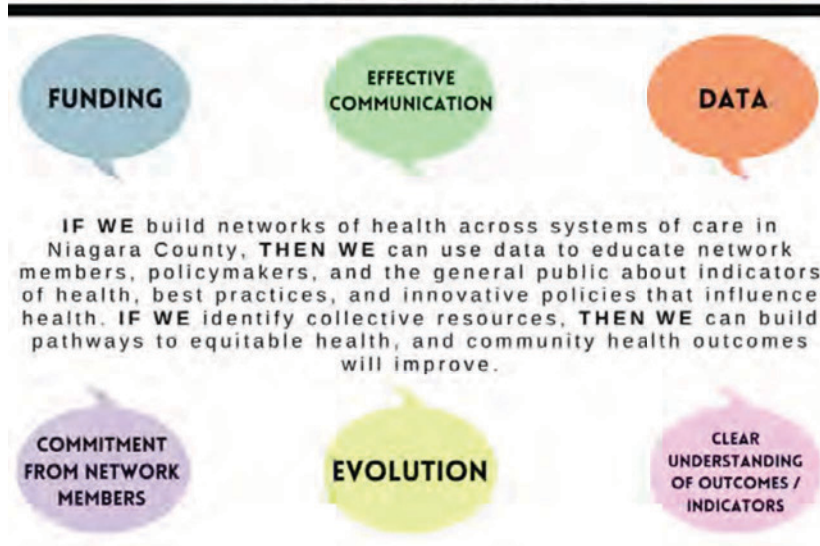 FUNDING
EFFECTIVE
COMMUNICATION
DATA
IF WE build networks of health across systems of care in
Niagara County, THEN WE can use data to educate network
members, policymakers, and the general public about indicators
of health, best practices, and innovative policies that influence
health. IF WE identify collective resources, THEN WE can build
pathways to equitable health, and community health outcomes
will improve.
COMMITMENT
FROM NETWORK
MEMBERS
EVOLUTION
CLEAR
UNDERSTANDING
OF OUTCOMES /
INDICATORS